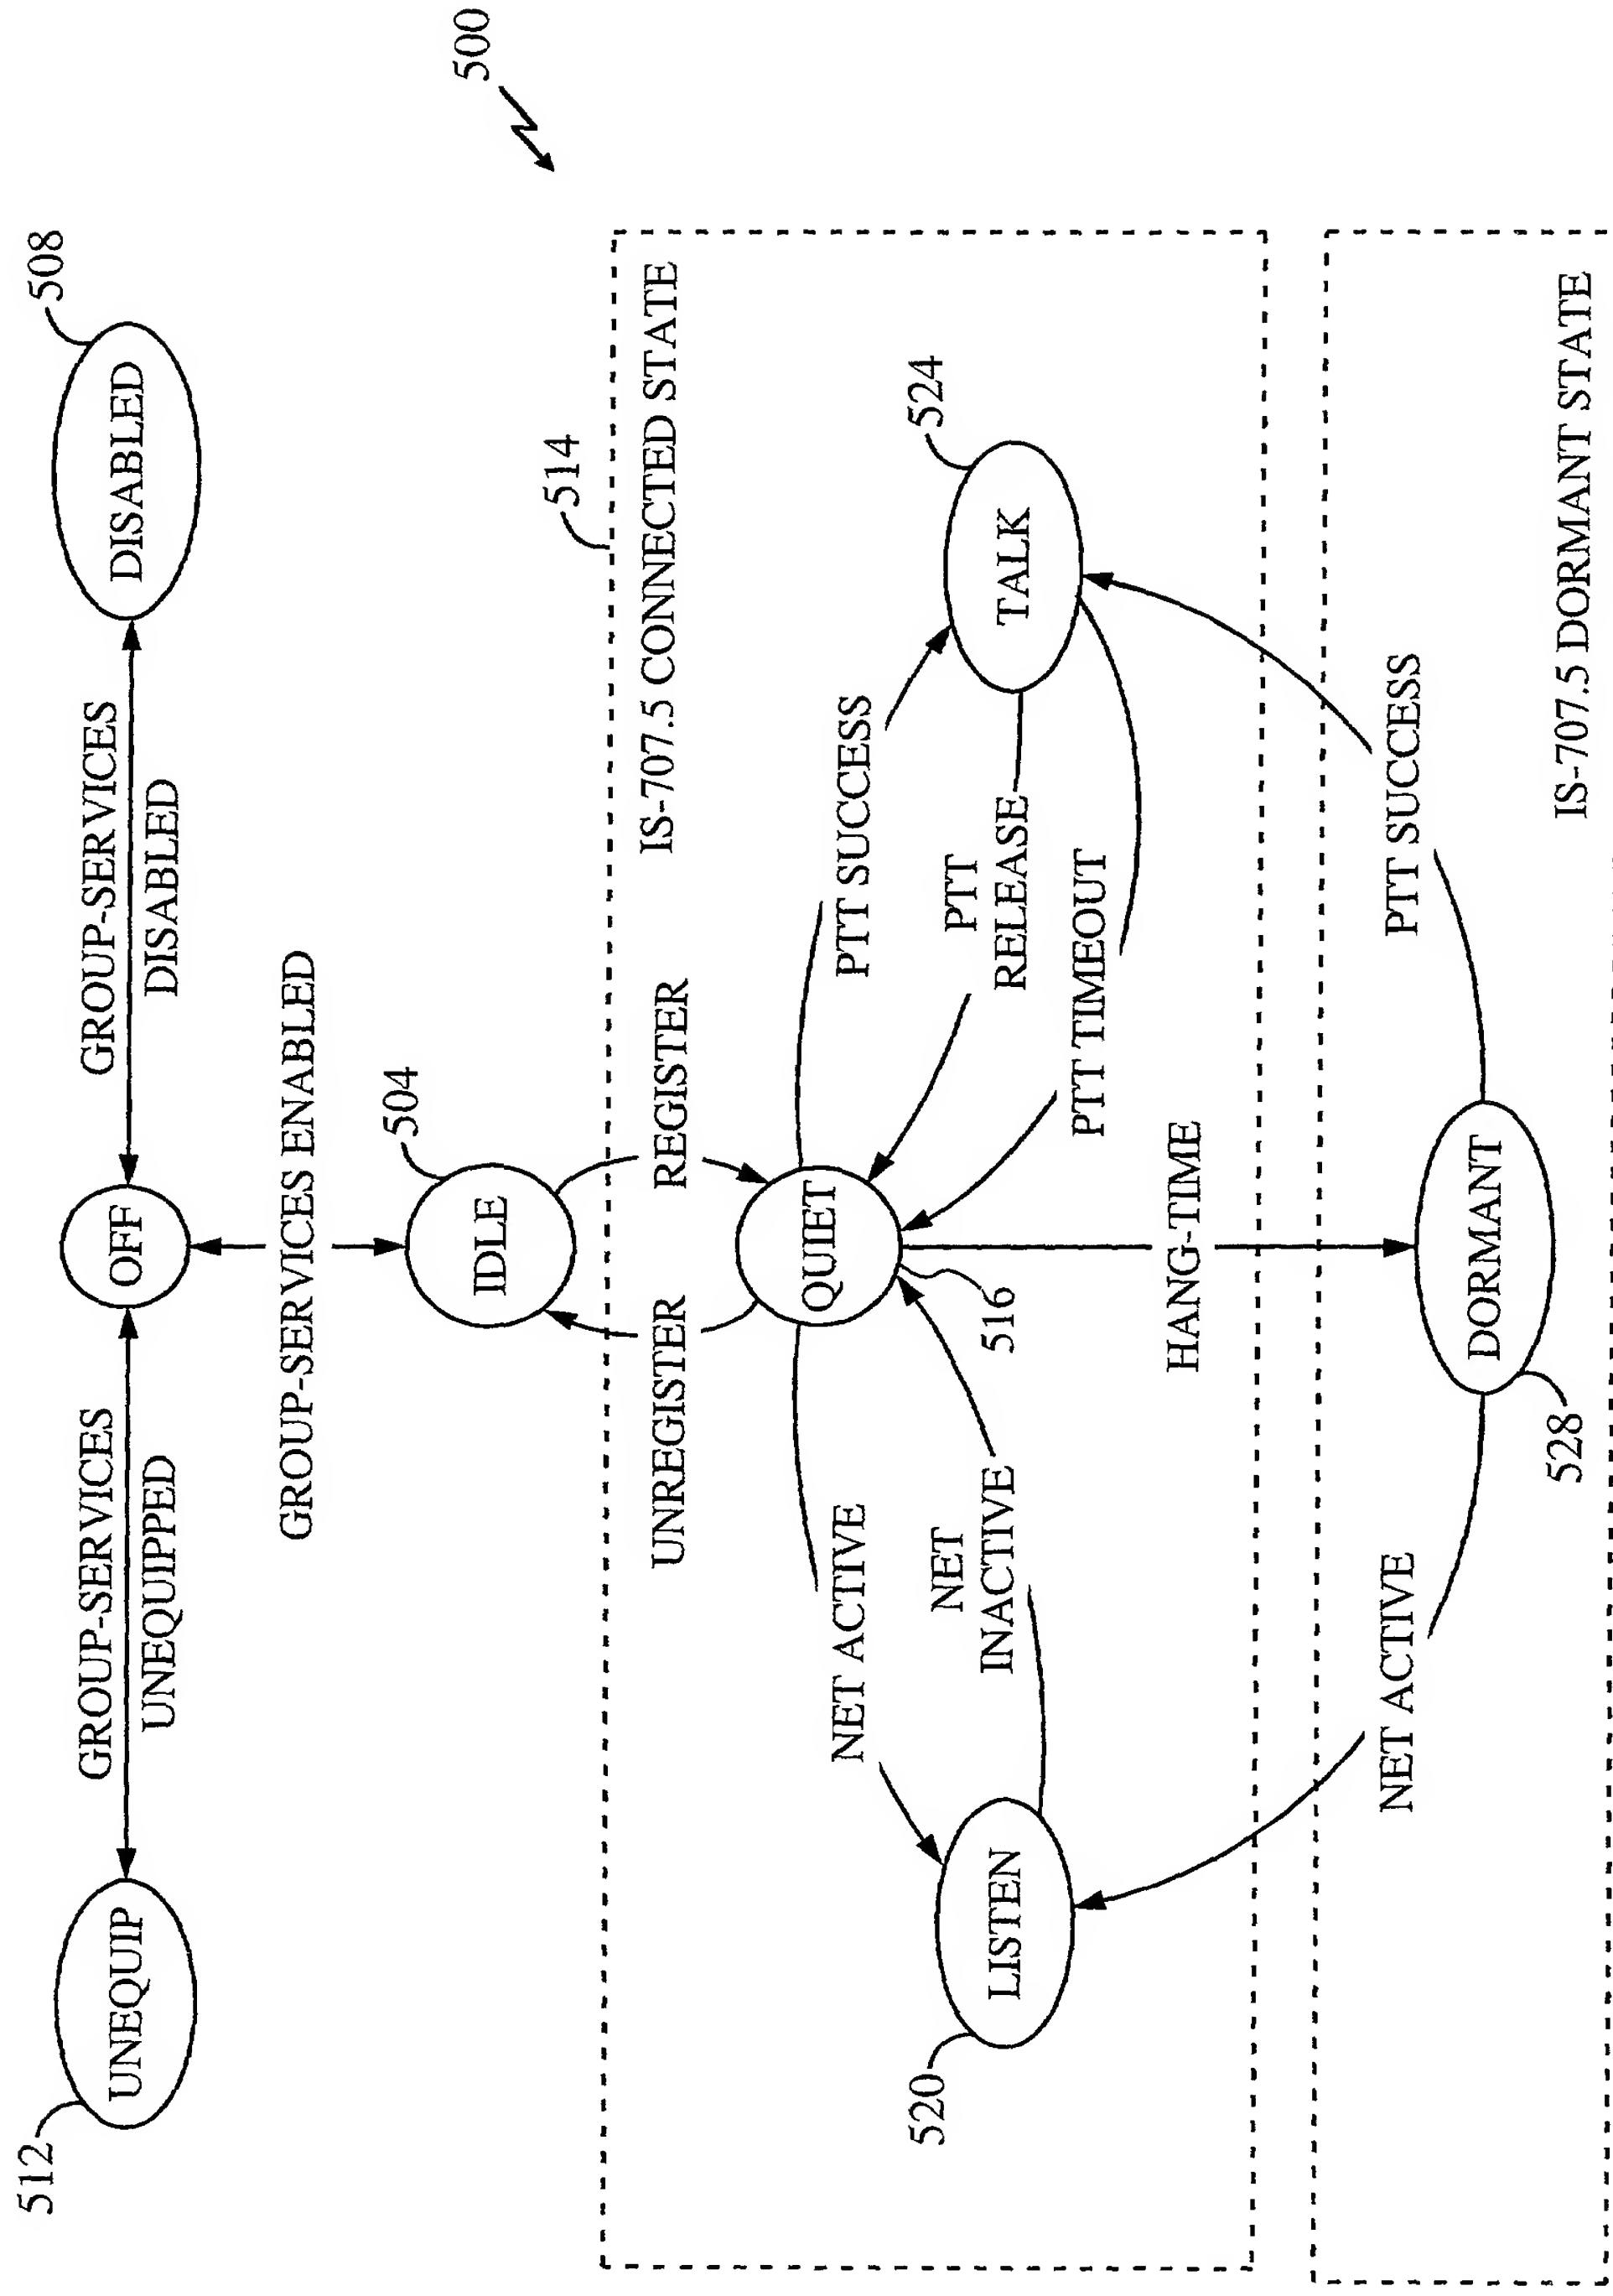 500
512
UNEQUIP
GROUP-SERVICES
UNEQUIPPED
OFF
GROUP-SERVICES
DISABLED
DISABLED
508
GROUP-SERVICES ENABLED
504
IDLE
514
UNREGISTER
REGISTER
IS-707.5 CONNECTED STATE
QUIET
516
NET ACTIVE
NET
INACTIVE
PTT SUCCESS
PTT
RELEASE
PTT TIMEOUT
520
LISTEN
524
TALK
HANG-TIME
NET ACTIVE
PTT SUCCESS
528
DORMANT
IS-707.5 DORMANT STATE